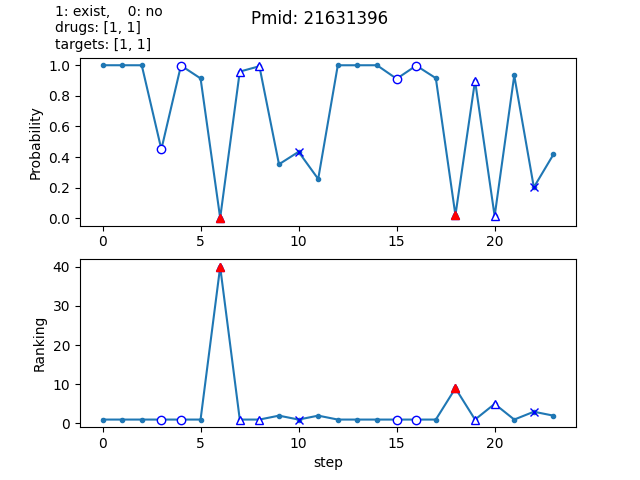 1: exist,    0: no
drugs: [1, 1]
targets: [1, 1]
Pmid: 21631396
Probability
1.0
0.8
0.6
0.4
0.2
0.0
0 5 10 15 20
Ranking
40
30
20
10
0
0 5 10 15 20
step